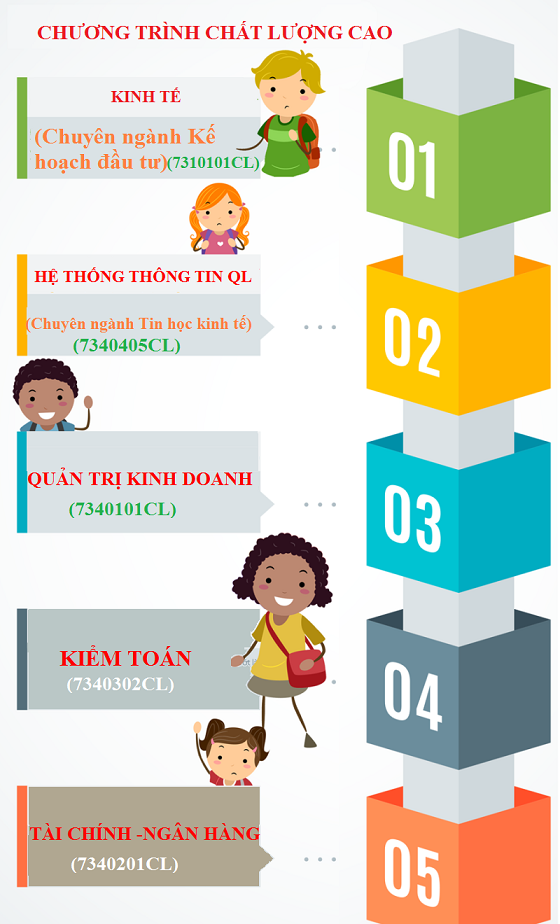 CHƯƠNG TRÌNH CHẤT LƯỢNG CAO
KINH TẾ
(Chuyên ngành Kế
hoạch đầu tư)(7310101CL)
01
HỆ THỐNG THÔNG TIN QL
(Chuyên ngành Tin học kinh tế)
(7340405CL)
02
QUẢN TRỊ KINH DOANH
(7340101CL)
03
KIỂM TOÁN
(7340302CL)
04
TÀI CHÍNH -NGÂN HÀNG
(7340201CL)
05